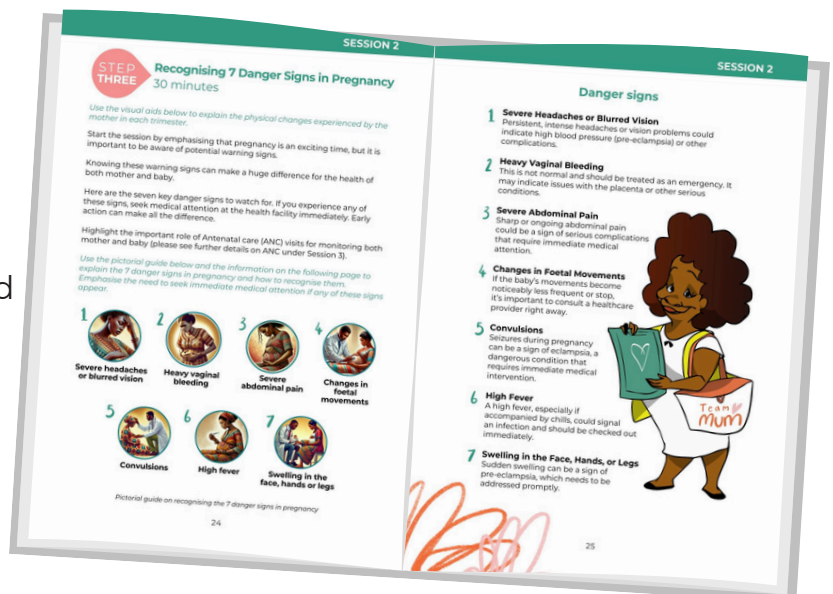 d
SESSION 2
STEP
THREE
Recognising 7 Danger Signs in Pregnancy
30 minutes
Use the visual aids below to explain the physical changes experienced by the
mother in each trimester.
Start the session by emphasising that pregnancy is an exciting time, but it is
important to be aware of potential warning signs.
Knowing these warning signs can make a huge difference for the health of
both mother and baby.
Here are the seven key danger signs to watch for. If you experience any of
these signs, seek medical attention at the health facility immediately. Early
action can make all the difference.
Highlight the important role of Antenatal care (ANC) visits for monitoring both
mother and baby (please see further details on ANC under Session 3).
Use the pictorial guide below and the information on the following page to
explain the 7 danger signs in pregnancy and how to recognise them.
Emphasise the need to seek immediate medical attention if any of these signs
appear.
1
Severe headaches
or blurred vision
2
Heavy vaginal
bleeding
3
Severe
abdominal pain
4
Changes in
foetal
movements
5
Convulsions
6
High fever
7
Swelling in the
face, hands or legs
Pictorial guide on recognising the 7 danger signs in pregnancy
24
SESSION 2
Danger signs
1 Severe Headaches or Blurred Vision
Persistent, intense headaches or vision problems could
indicate high blood pressure (pre-eclampsia) or other
complications.
2 Heavy Vaginal Bleeding
This is not normal and should be treated as an emergency. It
may indicate issues with the placenta or other serious
conditions.
3 Severe Abdominal Pain
Sharp or ongoing abdominal pain
could be a sign of serious complications
that require immediate medical
attention.
4 Changes in Foetal Movements
If the baby's movements become
noticeably less frequent or stop,
it's important to consult a healthcare
provider right away.
5 Convulsions
Seizures during pregnancy
can be a sign of eclampsia, a
dangerous condition that
requires immediate medical
intervention.
6 High Fever
A high fever, especially if
accompanied by chills, could signal
an infection and should be checked out
immediately.
7 Swelling in the Face, Hands, or Legs
Sudden swelling can be a sign of
pre-eclampsia, which needs to be
addressed promptly.
Team
Mum
25